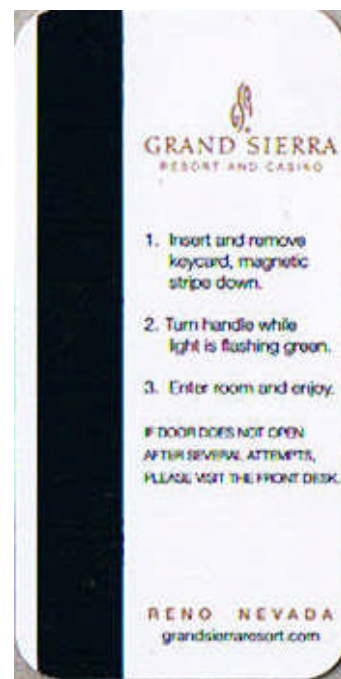 GRAND SIERRA
RESORT AND CASINO
1. Insert and remove
keycard, magnetic
stripe down.
2. Turn handle while
light is flashing green.
3. Enter room and enjoy.
IF DOOR DOES NOT OPEN
AFTER SEVERAL ATTEMPTS,
PLEASE VISIT THE FRONT DESK.
RENO NEVADA
grandsierraresort.com